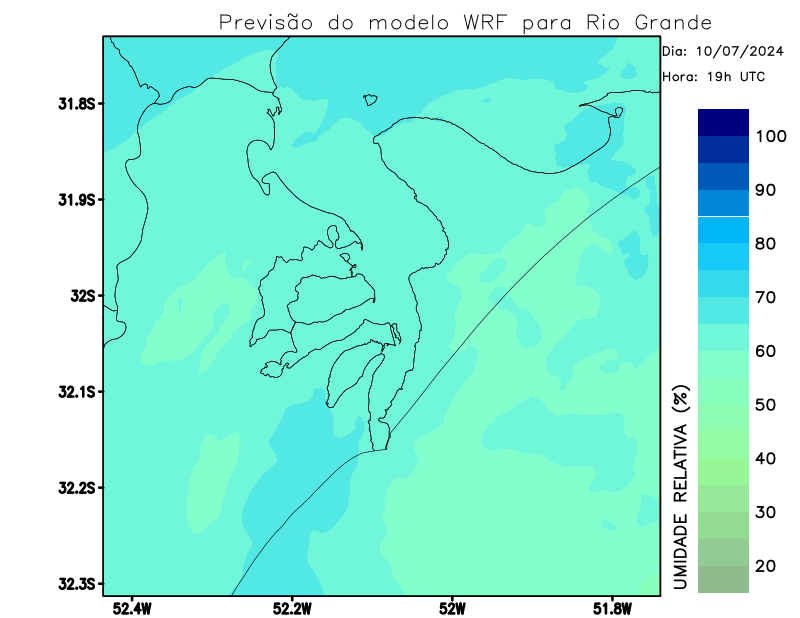 Previsão do modelo WRF para Rio Grande
Dia: 10/07/2024
Hora: 19h UTC
31.8S
31.9S
32S
32.1S
32.2S
32.3S
52.4W
52.2W
52W
51.8W
100
90
80
70
60
50
40
30
20
UMIDADE RELATIVA (%)